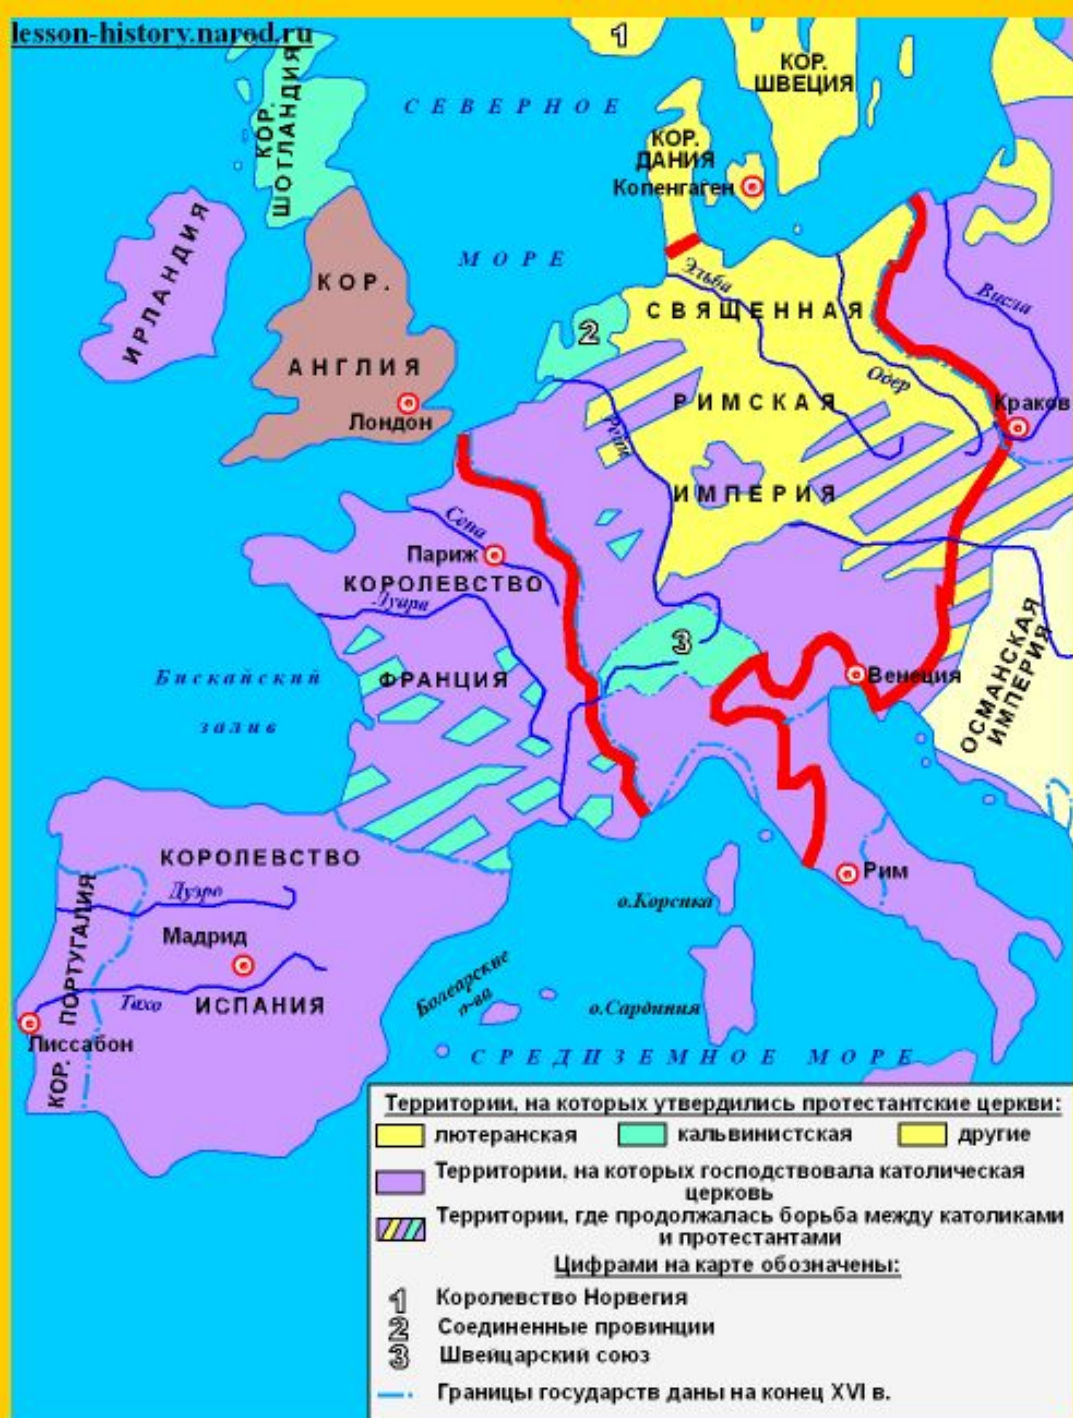 lesson-history.narod.ru
1
КОР.
ШВЕЦИЯ
СЕВЕРНОЕ
МОРЕ
КОР.
ШОТЛАНДИЯ
КОР.
ДАНИЯ
Копенгаген
ИРЛАНДИЯ
КОР.
АНГЛИЯ
Лондон
Эльба
СВЯЩЕННАЯ
РИМСКАЯ
ИМПЕРИЯ
2
Висла
Одер
Краков
Рейн
Сена
Париж
КОРОЛЕВСТВО
Луара
ФРАНЦИЯ
3
Венеция
ОСМАНСКАЯ
ИМПЕРИЯ
Бискайский
залив
КОРОЛЕВСТВО
Дуэро
Мадрид
ИСПАНИЯ
Тахо
КОР. ПОРТУГАЛИЯ
Лиссабон
о.Корсика
Рим
Болеарские
о-ва
о.Сардиния
СРЕДИЗЕМНОЕ МОРЕ
Территории, на которых утвердились протестантские церкви:
лютеранская кальвинистская другие
Территории, на которых господствовала католическая
церковь
Территории, где продолжалась борьба между католиками
и протестантами
Цифрами на карте обозначены:
1 Королевство Норвегия
2 Соединенные провинции
3 Швейцарский союз
Границы государств даны на конец XVI в.